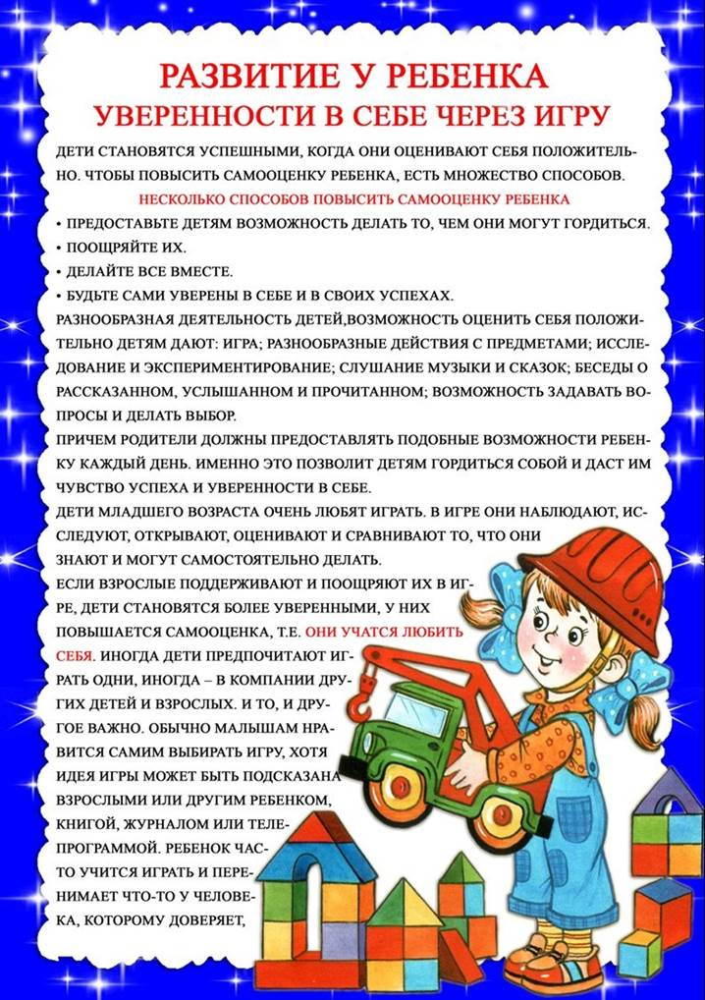 РАЗВИТИЕ У РЕБЕНКА
УВЕРЕННОСТИ В СЕБЕ ЧЕРЕЗ ИГРУ
ДЕТИ СТАНОВЯТСЯ УСПЕШНЫМИ, КОГДА ОНИ ОЦЕНИВАЮТ СЕБЯ ПОЛОЖИТЕЛЬ-
НО. ЧТОБЫ ПОВЫСИТЬ САМООЦЕНКУ РЕБЕНКА, ЕСТЬ МНОЖЕСТВО СПОСОБОВ.
НЕСКОЛЬКО СПОСОБОВ ПОВЫСИТЬ САМООЦЕНКУ РЕБЕНКА
• ПРЕДОСТАВЬТЕ ДЕТЯМ ВОЗМОЖНОСТЬ ДЕЛАТЬ ТО, ЧЕМ ОНИ МОГУТ ГОРДИТЬСЯ.
• ПООЩРЯЙТЕ ИХ.
• ДЕЛАЙТЕ ВСЕ ВМЕСТЕ.
• БУДЬТЕ САМИ УВЕРЕНЫ В СЕБЕ И В СВОИХ УСПЕХАХ.
РАЗНООБРАЗНАЯ ДЕЯТЕЛЬНОСТЬ ДЕТЕЙ,ВОЗМОЖНОСТЬ ОЦЕНИТЬ СЕБЯ ПОЛОЖИ-
ТЕЛЬНО ДЕТЯМ ДАЮТ: ИГРА; РАЗНООБРАЗНЫЕ ДЕЙСТВИЯ С ПРЕДМЕТАМИ; ИССЛЕ-
ДОВАНИЕ И ЭКСПЕРИМЕНТИРОВАНИЕ; СЛУШАНИЕ МУЗЫКИ И СКАЗОК; БЕСЕДЫ О
РАССКАЗАННОМ, УСЛЫШАННОМ И ПРОЧИТАННОМ; ВОЗМОЖНОСТЬ ЗАДАВАТЬ ВО-
ПРОСЫ И ДЕЛАТЬ ВЫБОР.
ПРИЧЕМ РОДИТЕЛИ ДОЛЖНЫ ПРЕДОСТАВЛЯТЬ ПОДОБНЫЕ ВОЗМОЖНОСТИ РЕБЕН-
КУ КАЖДЫЙ ДЕНЬ. ИМЕННО ЭТО ПОЗВОЛИТ ДЕТЯМ ГОРДИТЬСЯ СОБОЙ И ДАСТ ИМ
ЧУВСТВО УСПЕХА И УВЕРЕННОСТИ В СЕБЕ.
ДЕТИ МЛАДШЕГО ВОЗРАСТА ОЧЕНЬ ЛЮБЯТ ИГРАТЬ. В ИГРЕ ОНИ НАБЛЮДАЮТ, ИС-
СЛЕДУЮТ, ОТКРЫВАЮТ, ОЦЕНИВАЮТ И СРАВНИВАЮТ ТО, ЧТО ОНИ
ЗНАЮТ И МОГУТ САМОСТОЯТЕЛЬНО ДЕЛАТЬ.
ЕСЛИ ВЗРОСЛЫЕ ПОДДЕРЖИВАЮТ И ПООЩРЯЮТ ИХ В ИГ-
РЕ, ДЕТИ СТАНОВЯТСЯ БОЛЕЕ УВЕРЕННЫМИ, У НИХ
ПОВЫШАЕТСЯ САМООЦЕНКА, Т.Е. ОНИ УЧАТСЯ ЛЮБИТЬ
СЕБЯ. ИНОГДА ДЕТИ ПРЕДПОЧИТАЮТ ИГ-
РАТЬ ОДНИ, ИНОГДА – В КОМПАНИИ ДРУ-
ГИХ ДЕТЕЙ И ВЗРОСЛЫХ. И ТО, И ДРУ-
ГОЕ ВАЖНО. ОБЫЧНО МАЛЫШАМ НРА-
ВИТСЯ САМИМ ВЫБИРАТЬ ИГРУ, ХОТЯ
ИДЕЯ ИГРЫ МОЖЕТ БЫТЬ ПОДСКАЗАНА
ВЗРОСЛЫМИ ИЛИ ДРУГИМ РЕБЕНКОМ,
КНИГОЙ, ЖУРНАЛОМ ИЛИ ТЕЛЕ-
ПРОГРАММОЙ. РЕБЕНОК ЧАС-
ТО УЧИТСЯ ИГРАТЬ И ПЕРЕ-
НИМАЕТ ЧТО-ТО У ЧЕЛОВЕ-
КА, КОТОРОМУ ДОВЕРЯЕТ,